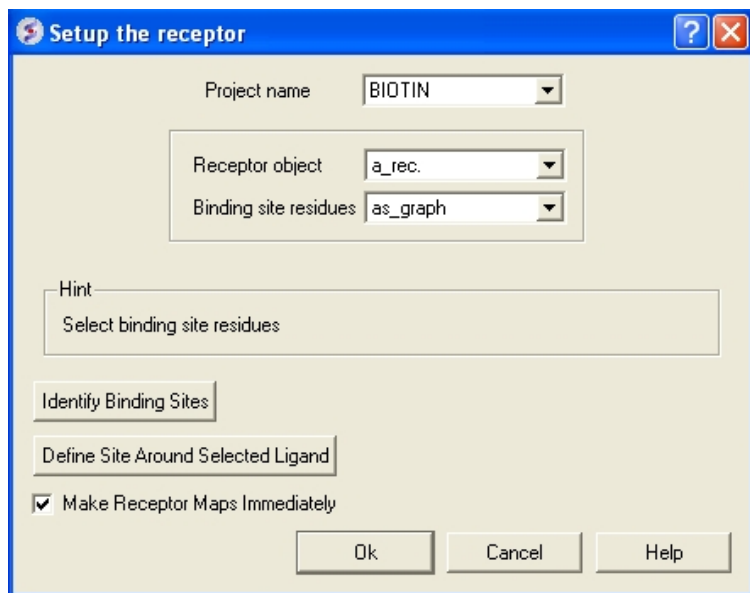 Setup the receptor
Project name BIOTIN
Receptor object a_rec.
Binding site residues as_graph
Hint
Select binding site residues
Identify Binding Sites
Define Site Around Selected Ligand
Make Receptor Maps Immediately
Ok Cancel Help